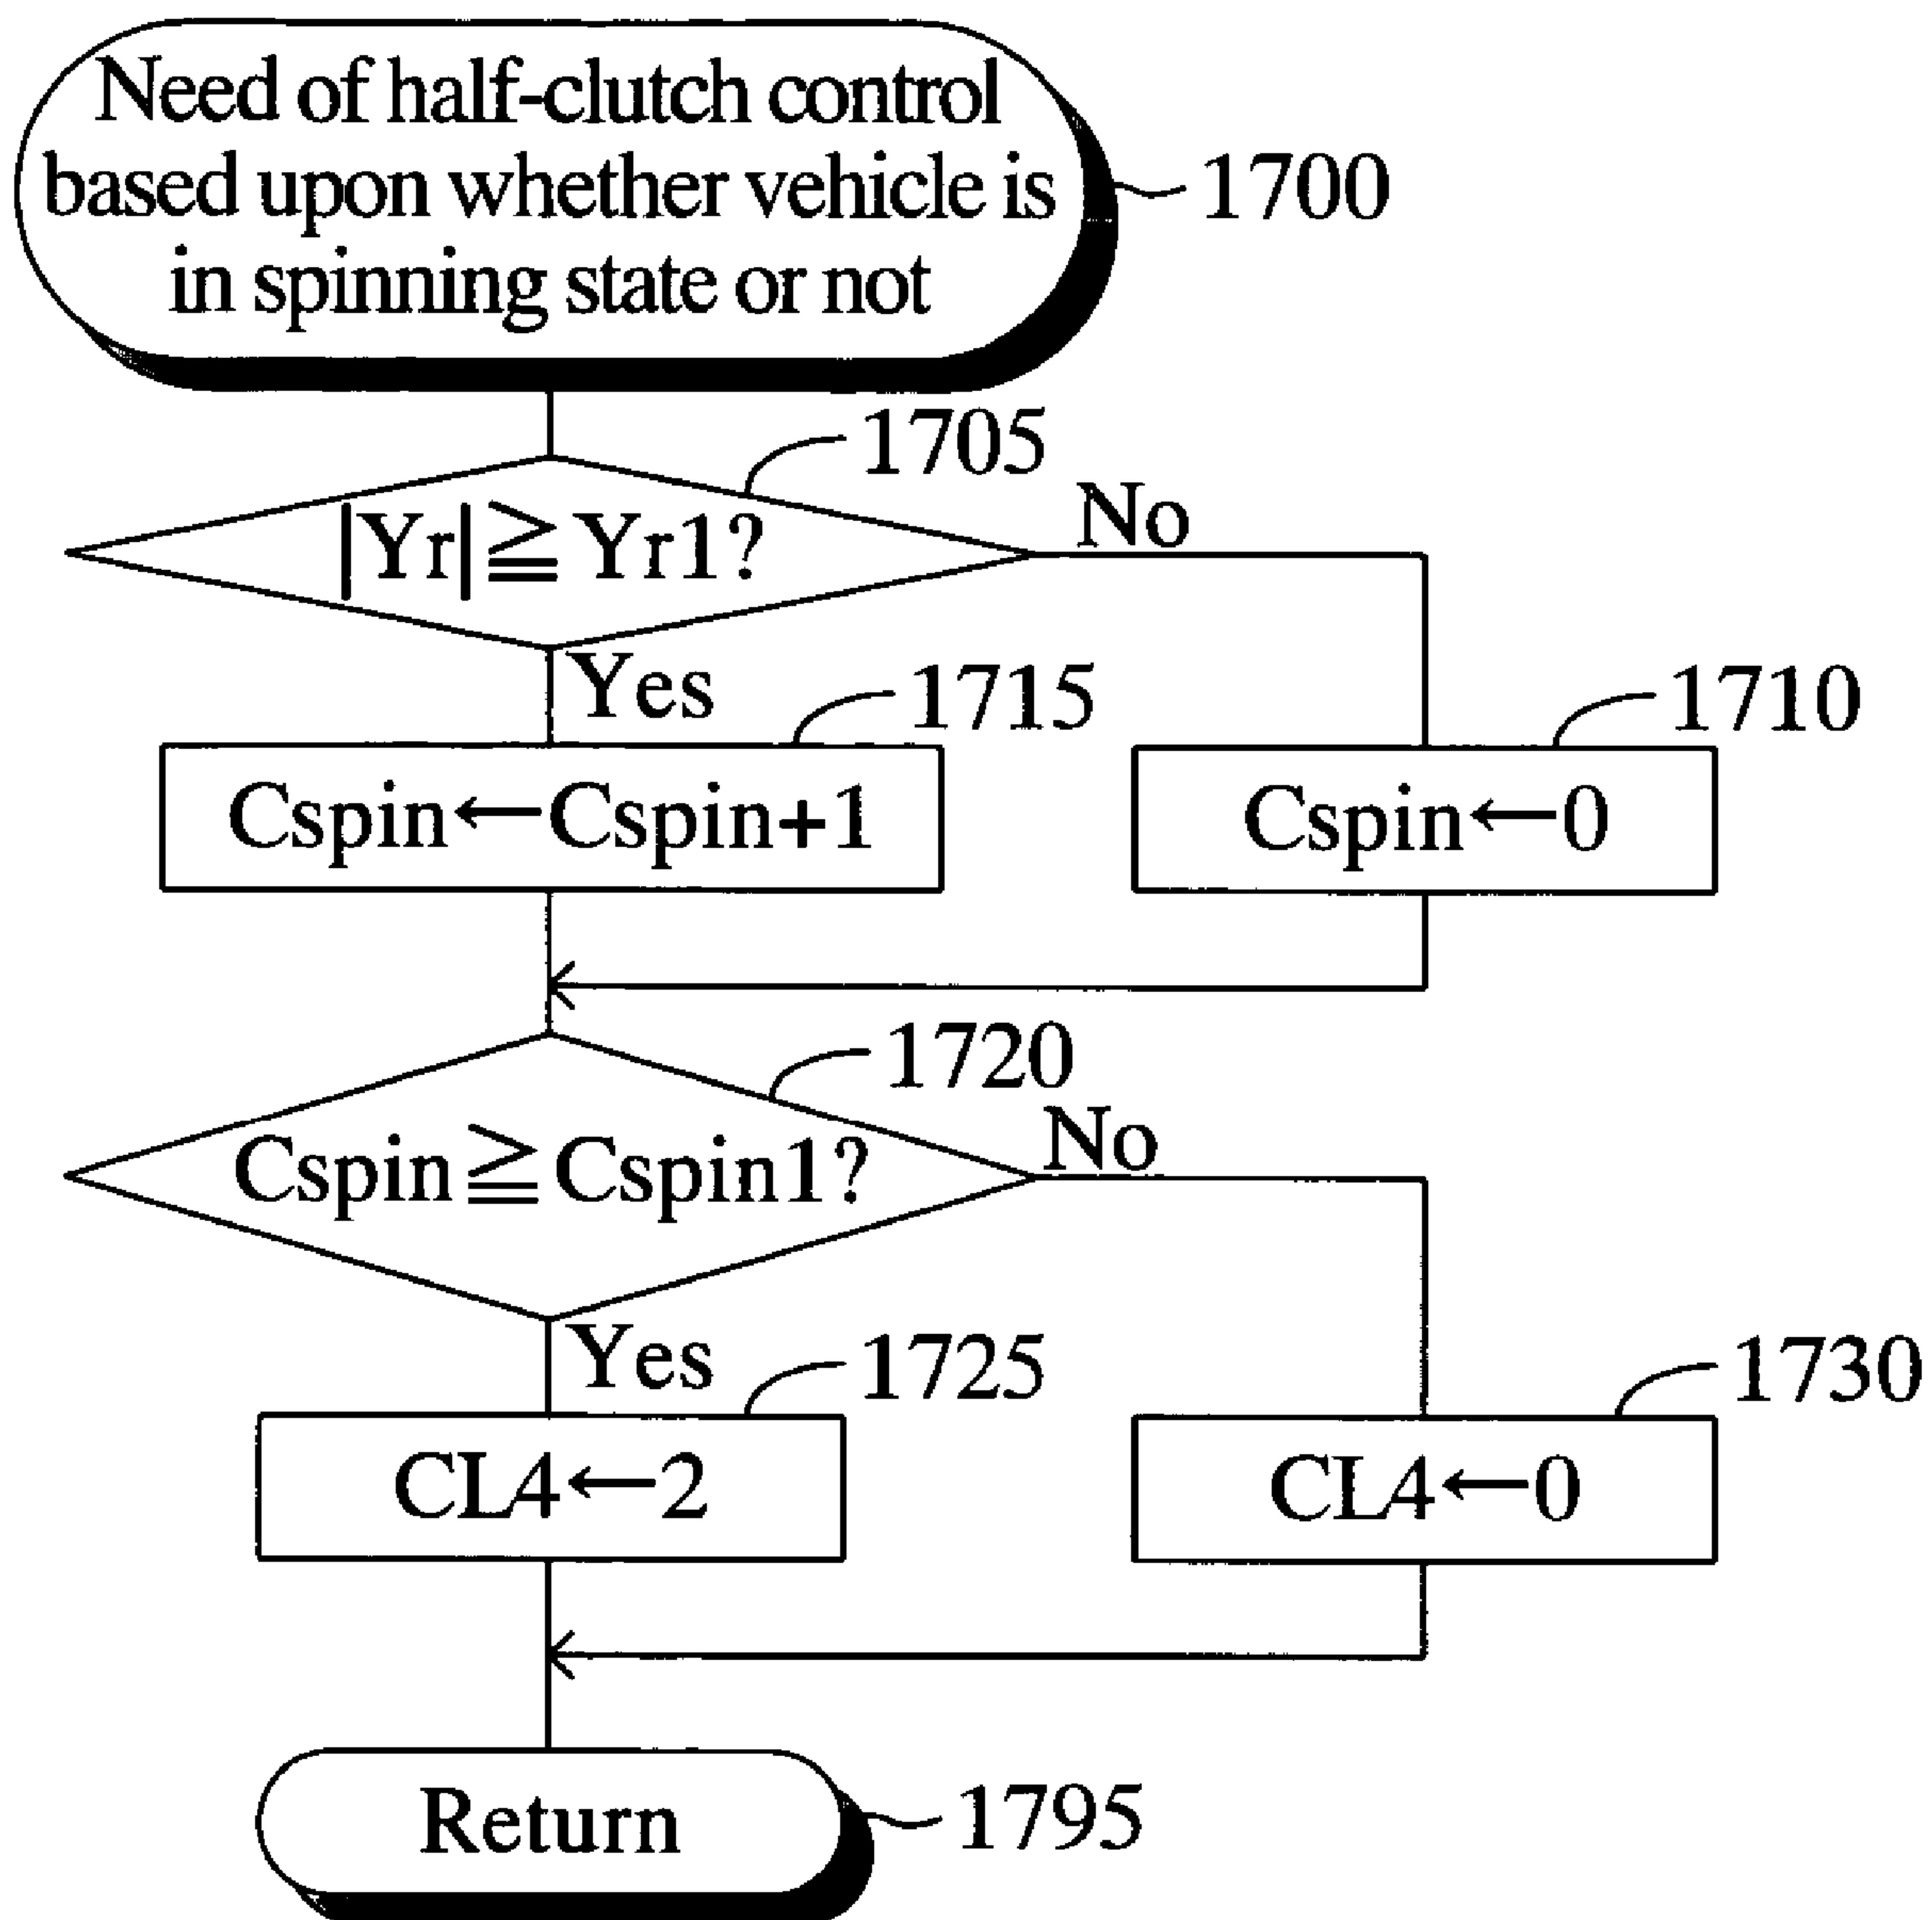 Need of half-clutch control
based upon whether vehicle is
in spinning state or not
1700
1705
|Yr|≧Yr1?
No
Yes
1715
1710
Cspin←Cspin+1
Cspin←0
1720
Cspin≧Cspin1?
No
Yes
1725
1730
CL4←2
CL4←0
Return
1795